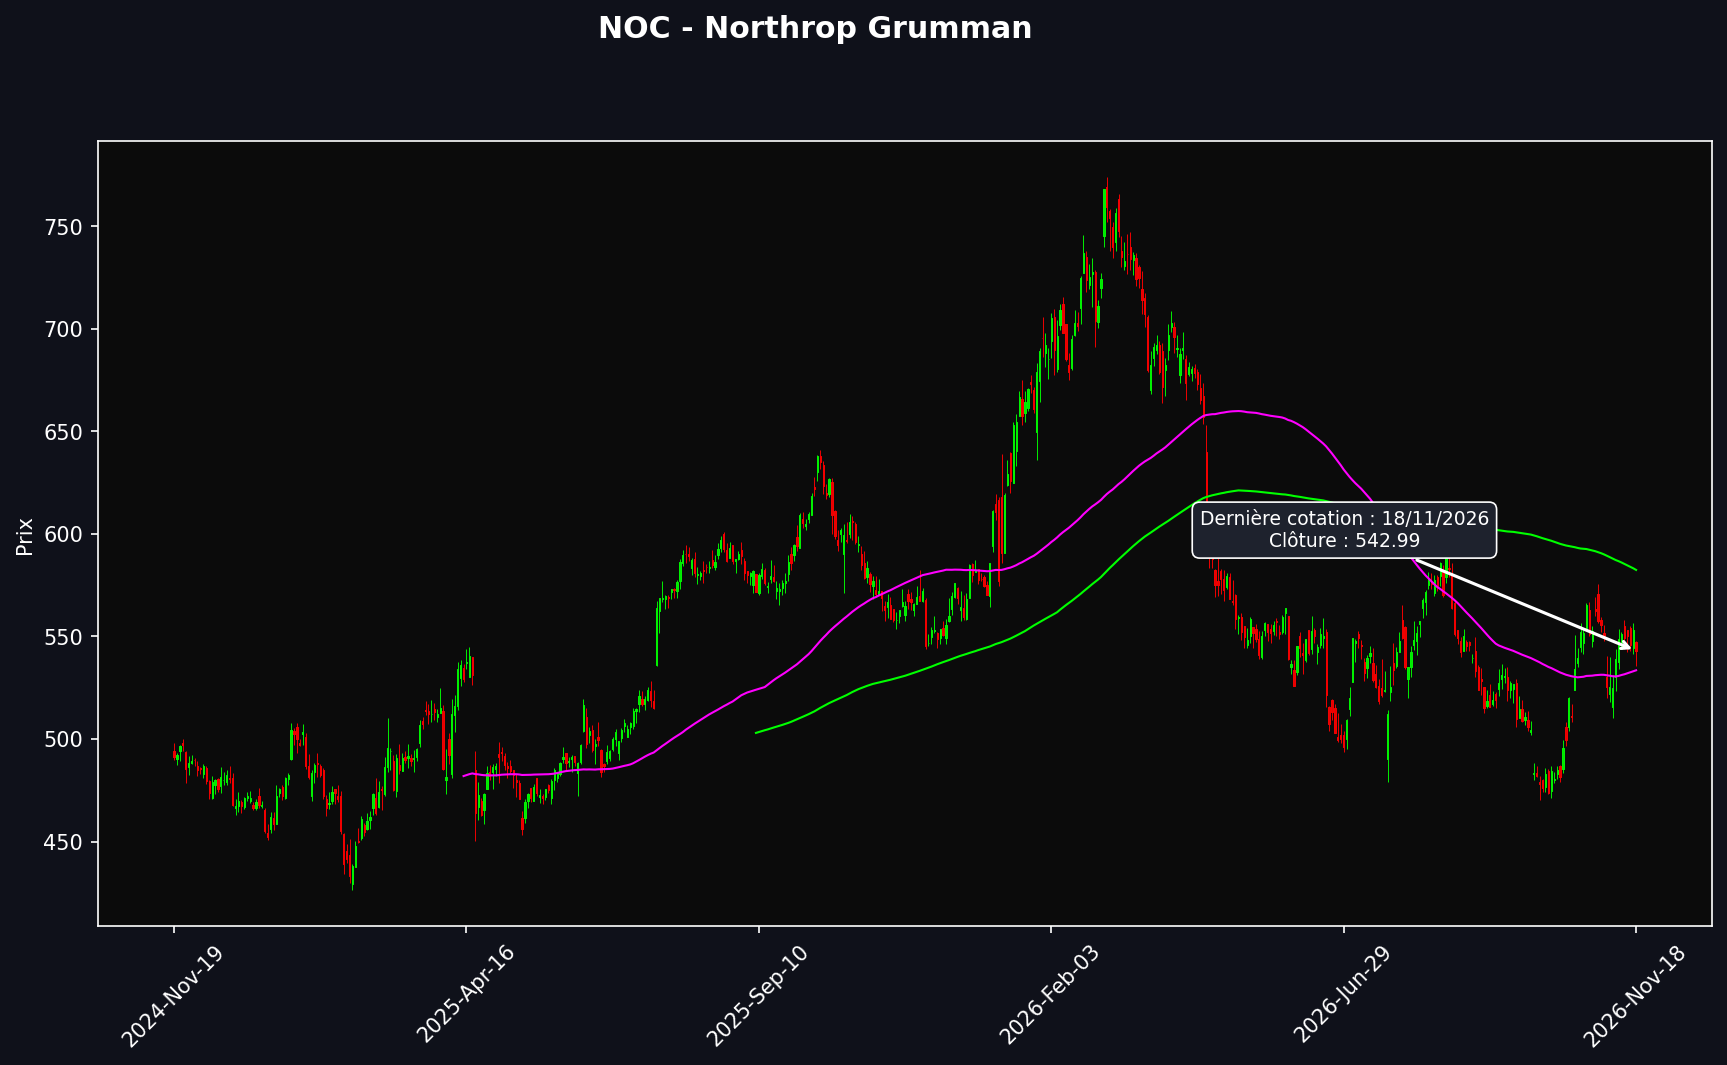 NOC - Northrop Grumman
Prix
750
700
650
600
550
500
450
Dernière cotation : 18/11/2026
Clôture : 542.99
2024-Nov-19
2025-Apr-16
2025-Sep-10
2026-Feb-03
2026-Jun-29
2026-Nov-18